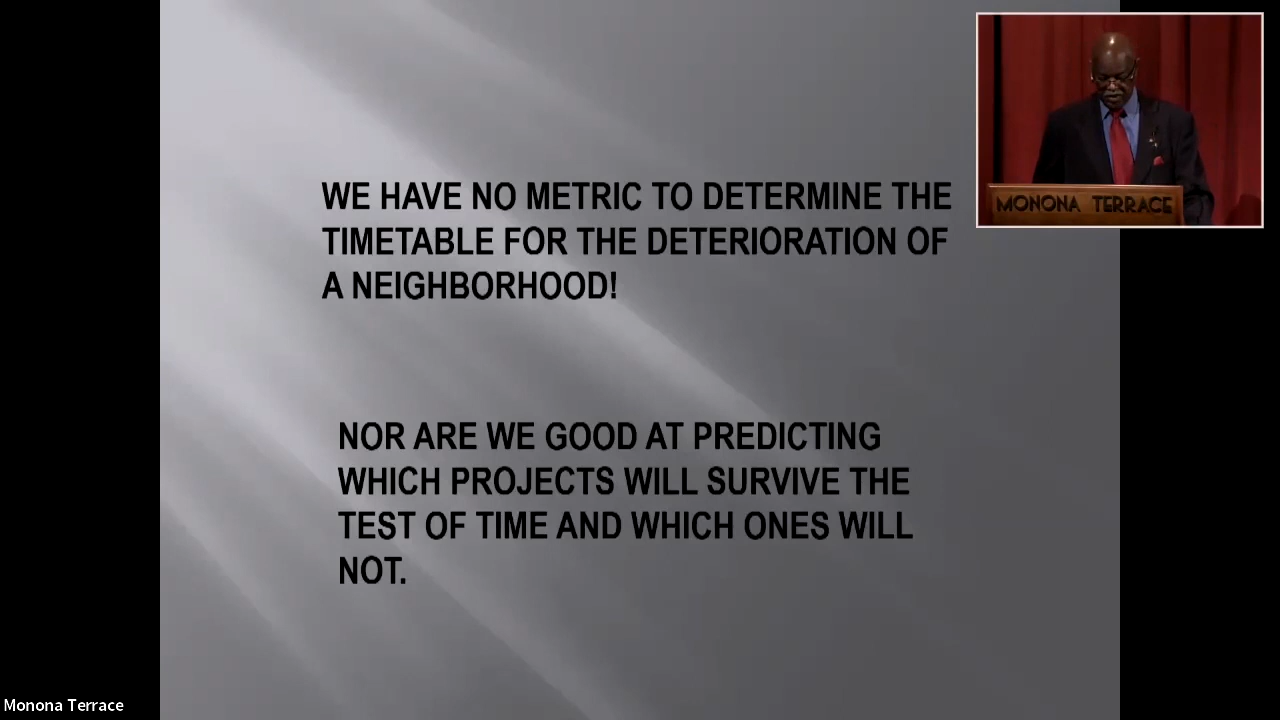 WE HAVE NO METRIC TO DETERMINE THE
TIMETABLE FOR THE DETERIORATION OF
A NEIGHBORHOOD!
NOR ARE WE GOOD AT PREDICTING
WHICH PROJECTS WILL SURVIVE THE
TEST OF TIME AND WHICH ONES WILL
NOT.
MONONA TERRACE
Monona Terrace